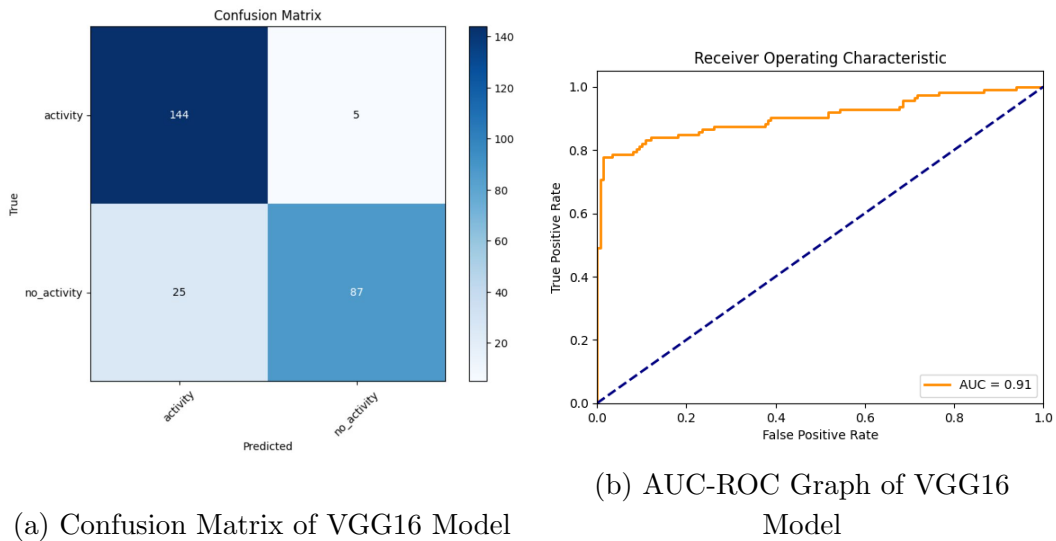 Confusion Matrix
True
activity
no_activity
144
5
25
87
activity
no_activity
Predicted
140
120
100
80
60
40
20
(a) Confusion Matrix of VGG16 Model
Receiver Operating Characteristic
True Positive Rate
1.0
0.8
0.6
0.4
0.2
0.0
AUC = 0.91
0.0
0.2
0.4
0.6
0.8
1.0
False Positive Rate
(b) AUC-ROC Graph of VGG16
Model